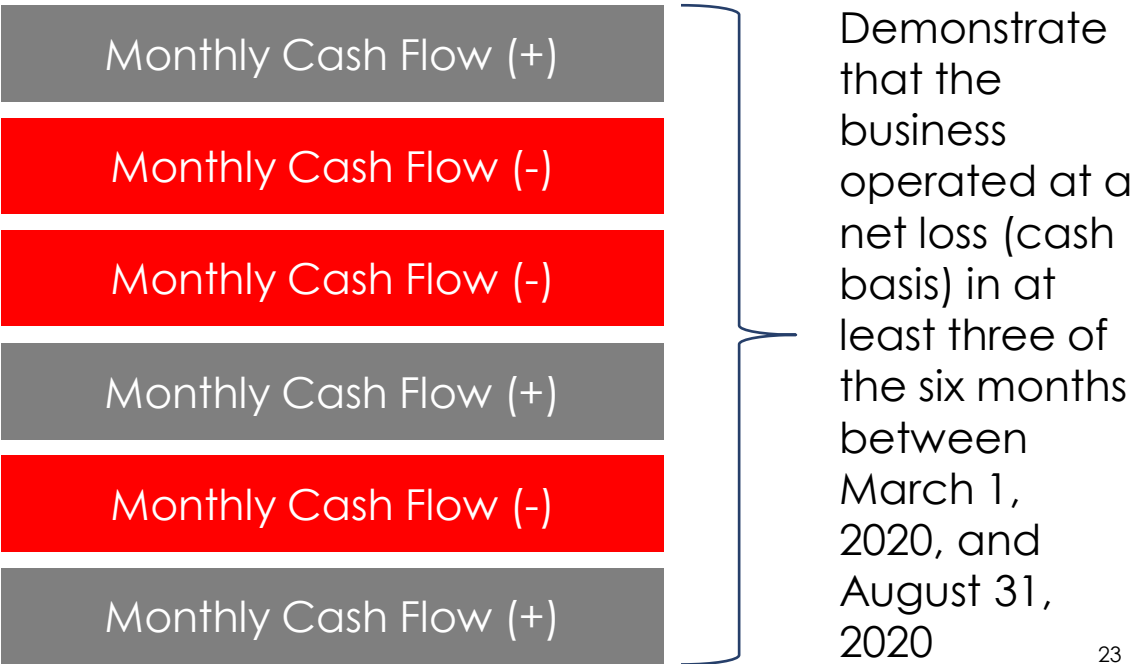 Monthly Cash Flow (+)
Monthly Cash Flow (-)
Monthly Cash Flow (-)
Monthly Cash Flow (+)
Monthly Cash Flow (-)
Monthly Cash Flow (+)
Demonstrate
that the
business
operated at a
net loss (cash
basis) in at
least three of
the six months
between
March 1,
2020, and
August 31,
2020
23